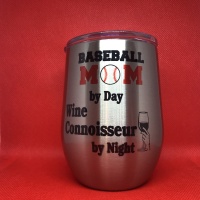 BASEBALL
MOM
by Day
Wine
Connoisseur
by Night